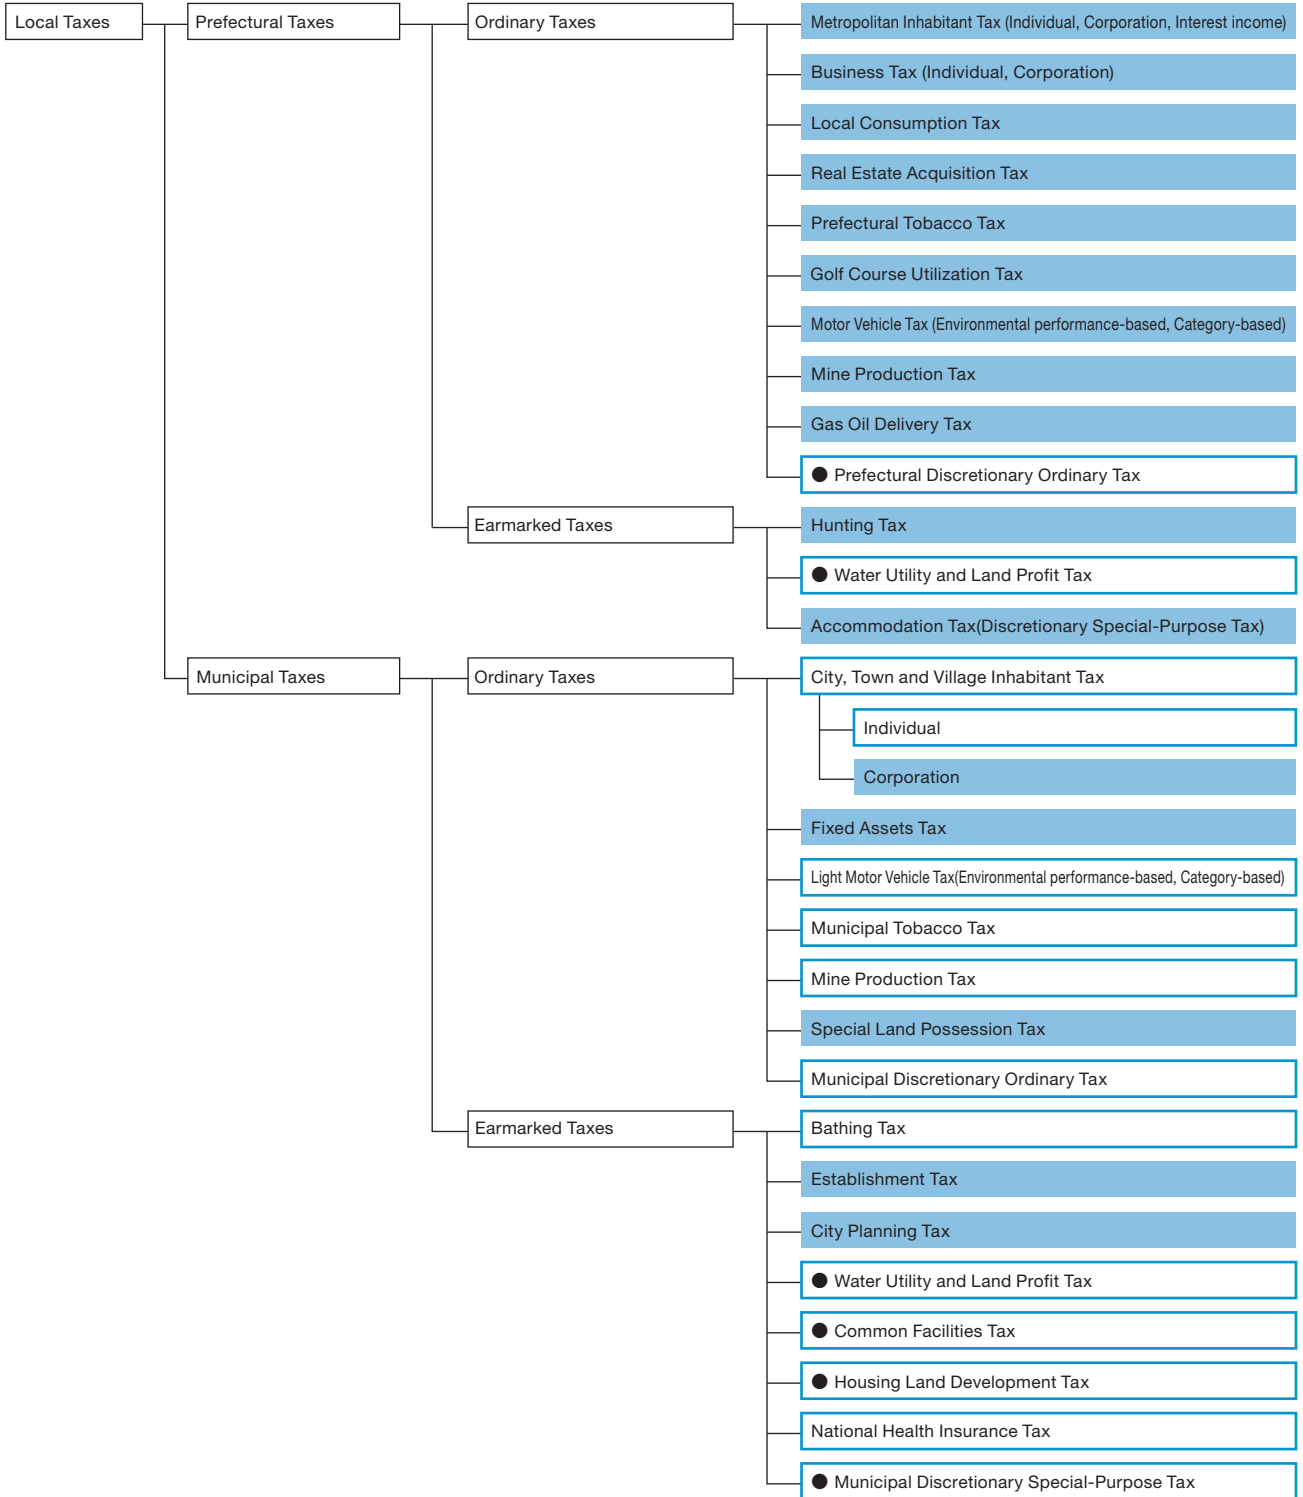 Local Taxes
Prefectural Taxes
Ordinary Taxes
Metropolitan Inhabitant Tax (Individual, Corporation, Interest income)
Business Tax (Individual, Corporation)
Local Consumption Tax
Real Estate Acquisition Tax
Prefectural Tobacco Tax
Golf Course Utilization Tax
Motor Vehicle Tax (Environmental performance-based, Category-based)
Mine Production Tax
Gas Oil Delivery Tax
● Prefectural Discretionary Ordinary Tax
Earmarked Taxes
Hunting Tax
● Water Utility and Land Profit Tax
Accommodation Tax(Discretionary Special-Purpose Tax)
Municipal Taxes
Ordinary Taxes
City, Town and Village Inhabitant Tax
Individual
Corporation
Fixed Assets Tax
Light Motor Vehicle Tax(Environmental performance-based, Category-based)
Municipal Tobacco Tax
Mine Production Tax
Special Land Possession Tax
Municipal Discretionary Ordinary Tax
Earmarked Taxes
Bathing Tax
Establishment Tax
City Planning Tax
● Water Utility and Land Profit Tax
● Common Facilities Tax
● Housing Land Development Tax
National Health Insurance Tax
● Municipal Discretionary Special-Purpose Tax